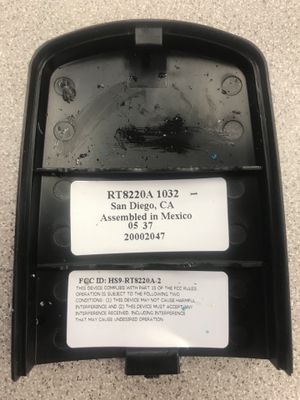 RT8220A 1032 -
San Diego, CA
Assembled in Mexico
05 37
20002047
FCC ID: HS9-RT8220A-2
THIS DEVICE COMPLIES WITH PART 15 OF THE FCC RULES
OPERATION IS SUBJECT TO THE FOLLOWING TWO
CONDITIONS: (1) THIS DEVICE MAY NOT CAUSE HARMFUL
INTERFERENCE AND (2) THIS DEVICE MUST ACCEPT ANY
INTERFERENCE RECEIVED, INCLUDING INTERFERENCE
THAT MAY CAUSE UNDESIRED OPERATION.